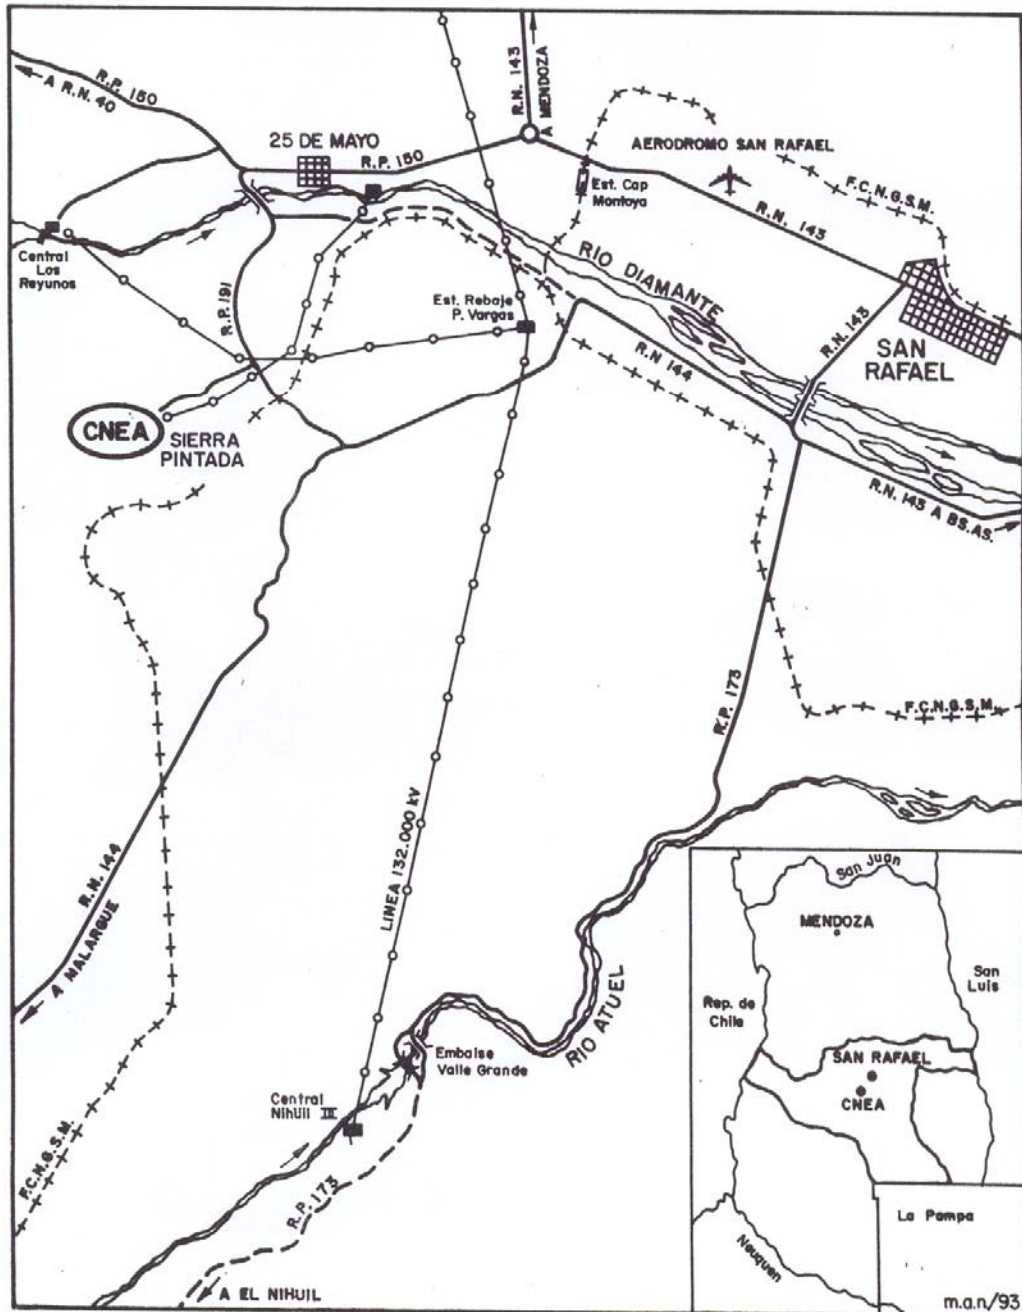 R.P. 150
A R.N. 40
R.N. 143
A MENDOZA
25 DE MAYO
R.P. 150
AERODROMO SAN RAFAEL
Est. Cap
Montoya
F.C.N.G.S.M.
R.N. 143
Central
Los
Reyunos
RIO DIAMANTE
R.P. 191
Est. Rebaje
P. Vargas
R.N. 143
SAN
RAFAEL
R.N 144
CNEA
SIERRA
PINTADA
R.N. 143 A BS.AS.
R.P. 173
F.C.N.G.S.M.
LINEA 132.000 kV
R.N. 144
A MALARGUE
RIO ATUEL
Embalse
Valle Grande
Central
Nihuil III
F.C.N.G.S.M.
R.P. 173
A EL NIHUIL
San Juan
MENDOZA
San
Luis
Rep. de
Chile
SAN RAFAEL
CNEA
La Pampa
Neuquen
m.a.n/93